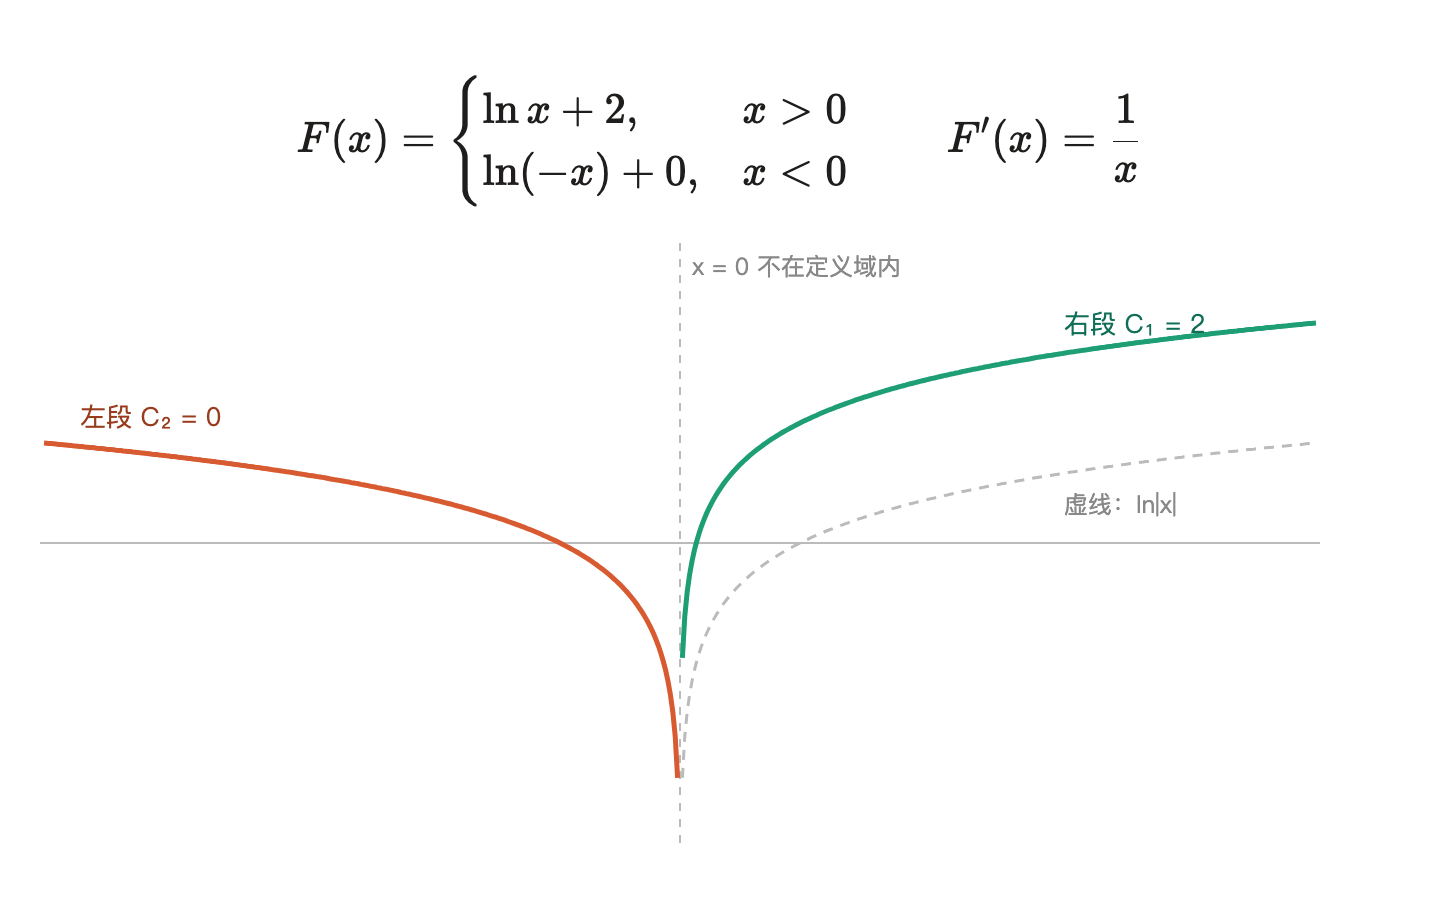 F(x) = { ln x + 2, x > 0
ln(−x) + 0, x < 0
F′(x) = 1/x
x = 0 不在定义域内
右段 C₁ = 2
左段 C₂ = 0
虚线：ln|x|